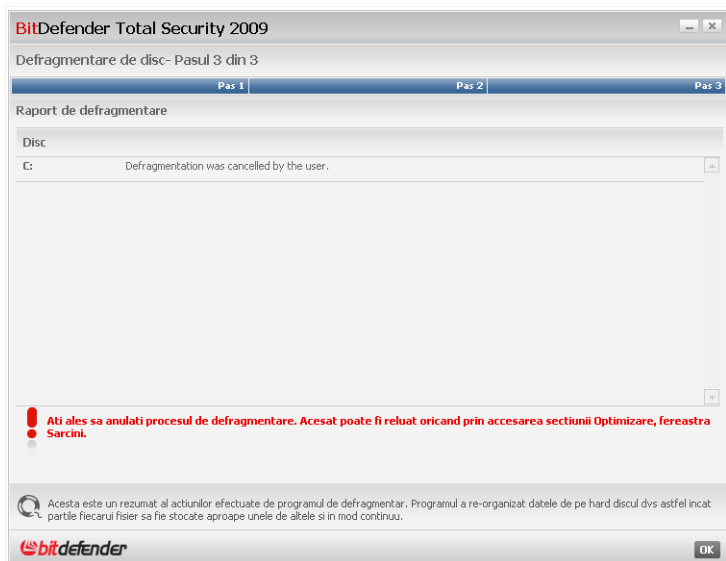 BitDefender Total Security 2009
Defragmentare de disc- Pasul 3 din 3
Pas 1
Pas 2
Pas 3
Raport de defragmentare
Disc
C: Defragmentation was cancelled by the user.
Ati ales sa anulati procesul de defragmentare. Acesat poate fi reluat oricand prin accesarea sectiunii Optimizare, fereastra
Sarcini.
Acesta este un rezumat al actiunilor efectuate de programul de defragmentar. Programul a re-organizat datele de pe hard discul dvs astfel incat
partile fiecarui fisier sa fie stocate aproape unele de altele si in mod continuu.
bitdefender
OK